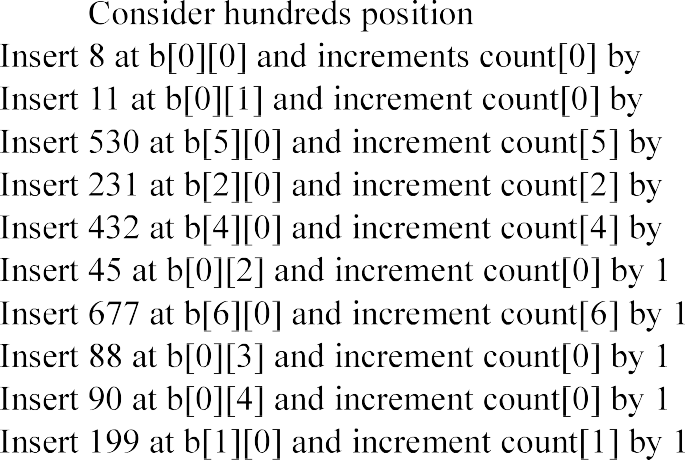 Consider hundreds position
Insert 8 at b[0][0] and increments count[0] by
Insert 11 at b[0][1] and increment count[0] by
Insert 530 at b[5][0] and increment count[5] by
Insert 231 at b[2][0] and increment count[2] by
Insert 432 at b[4][0] and increment count[4] by
Insert 45 at b[0][2] and increment count[0] by 1
Insert 677 at b[6][0] and increment count[6] by 1
Insert 88 at b[0][3] and increment count[0] by 1
Insert 90 at b[0][4] and increment count[0] by 1
Insert 199 at b[1][0] and increment count[1] by 1